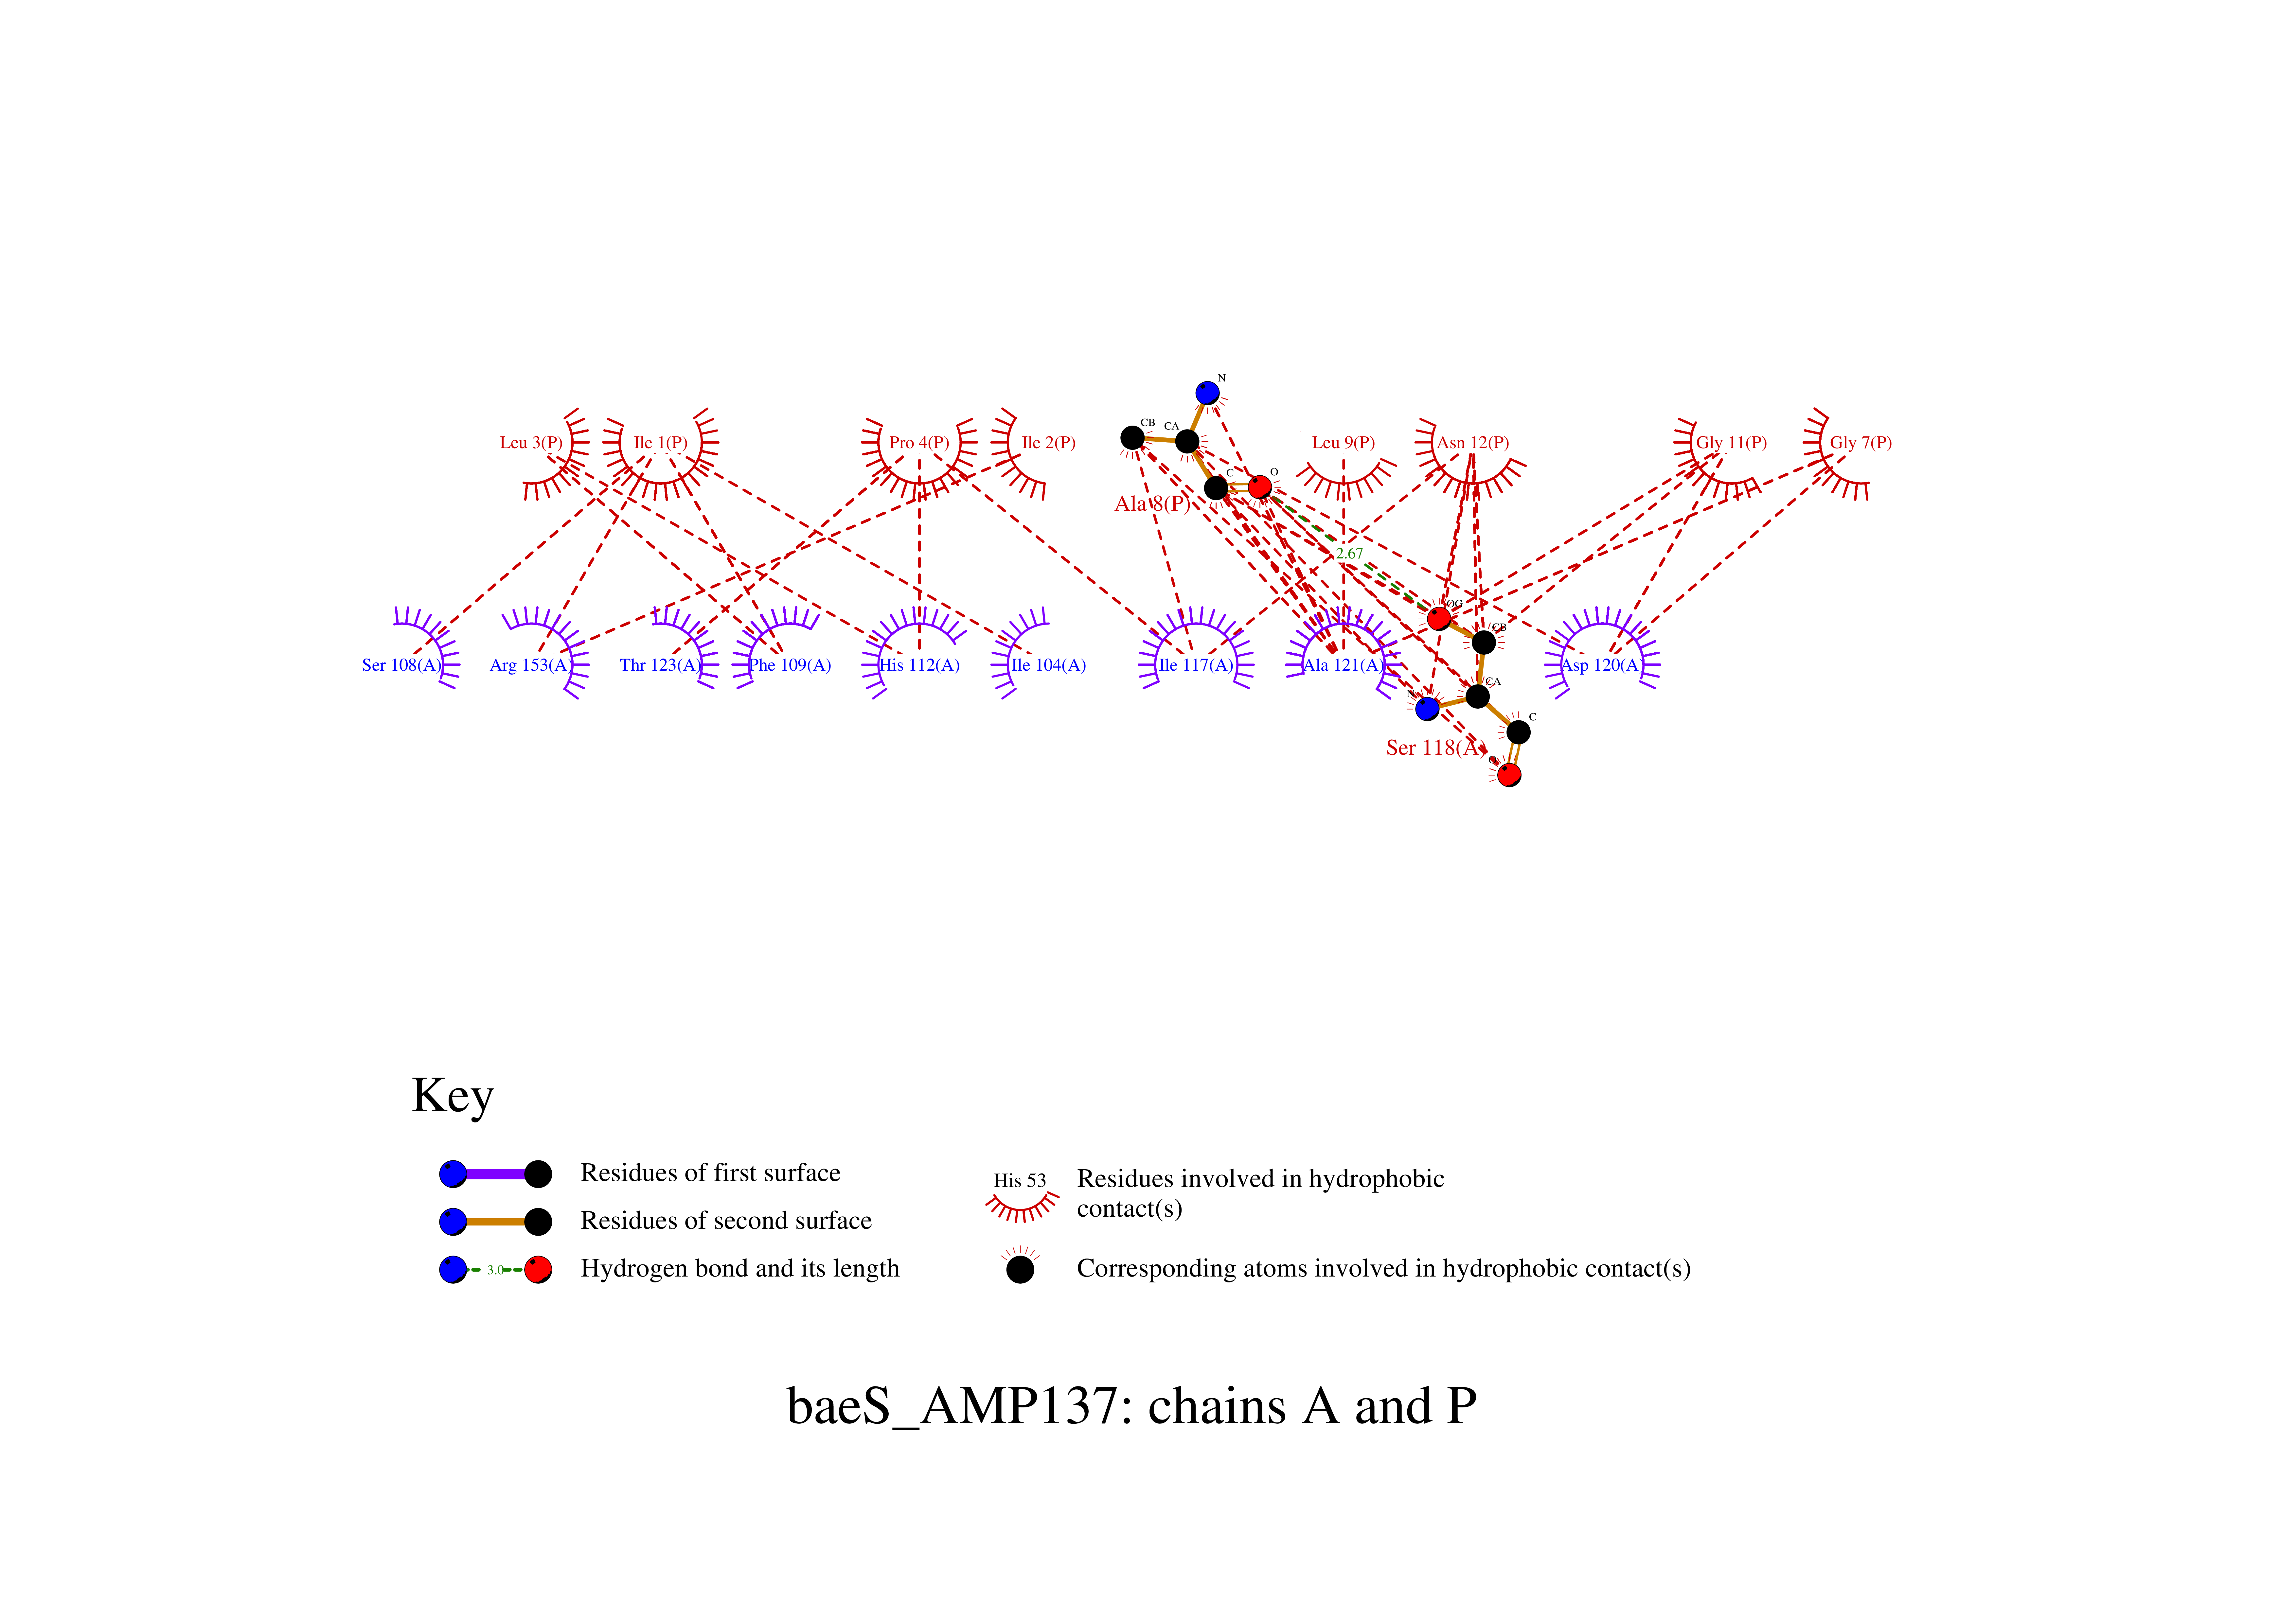 N
CB
CA
Leu 3(P)
Ile 1(P)
Pro 4(P)
Ile 2(P)
Leu 9(P)
Asn 12(P)
Gly 11(P)
Gly 7(P)
C
O
Ala 8(P)
2.67
OG
CB
Ser 108(A)
Arg 153(A)
Thr 123(A)
Phe 109(A)
His 112(A)
Ile 104(A)
Ile 117(A)
Ala 121(A)
Asp 120(A)
CA
N
C
Ser 118(A)
O
Key
Residues of first surface
Residues of second surface
3.0
Hydrogen bond and its length
His 53
Residues involved in hydrophobic
contact(s)
Corresponding atoms involved in hydrophobic contact(s)
baeS_AMP137: chains A and P